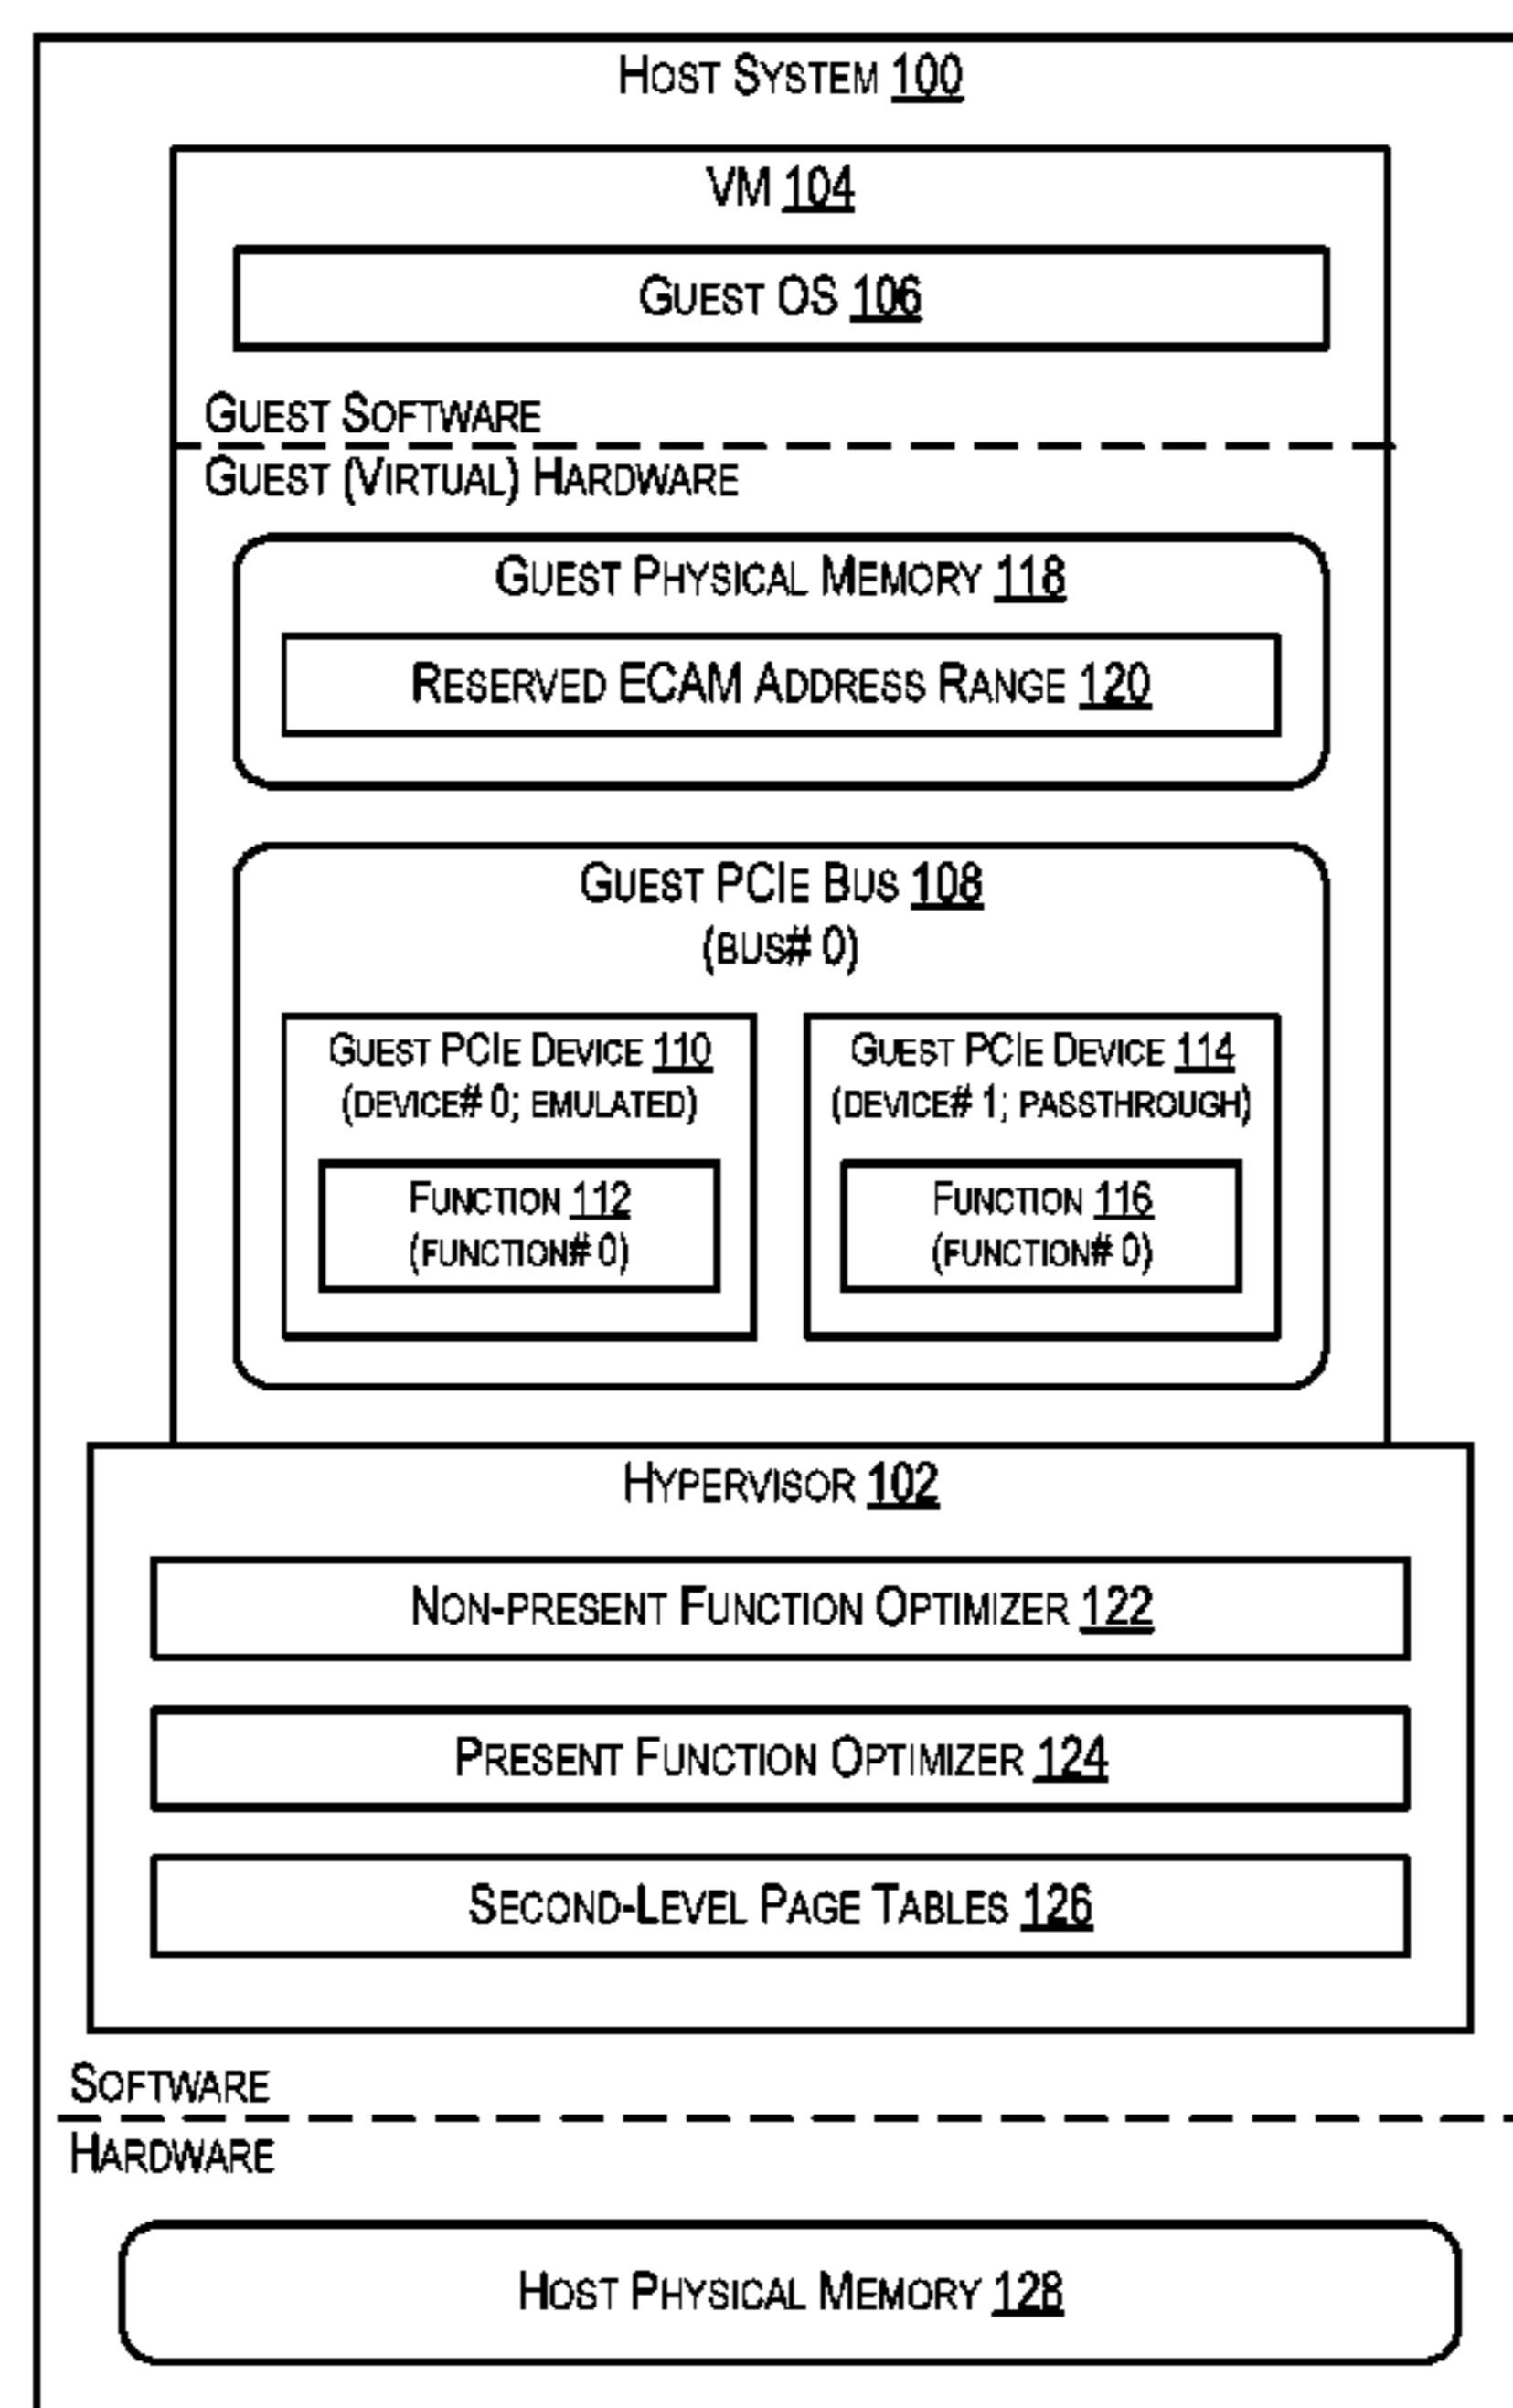 HOST SYSTEM 100
VM 104
GUEST OS 106
GUEST SOFTWARE
GUEST (VIRTUAL) HARDWARE
GUEST PHYSICAL MEMORY 118
RESERVED ECAM ADDRESS RANGE 120
GUEST PCIE BUS 108
(BUS# 0)
GUEST PCIE DEVICE 110
(DEVICE# 0; EMULATED)
FUNCTION 112
(FUNCTION# 0)
GUEST PCIE DEVICE 114
(DEVICE# 1; PASSTHROUGH)
FUNCTION 116
(FUNCTION# 0)
HYPERVISOR 102
NON-PRESENT FUNCTION OPTIMIZER 122
PRESENT FUNCTION OPTIMIZER 124
SECOND-LEVEL PAGE TABLES 126
SOFTWARE
HARDWARE
HOST PHYSICAL MEMORY 128